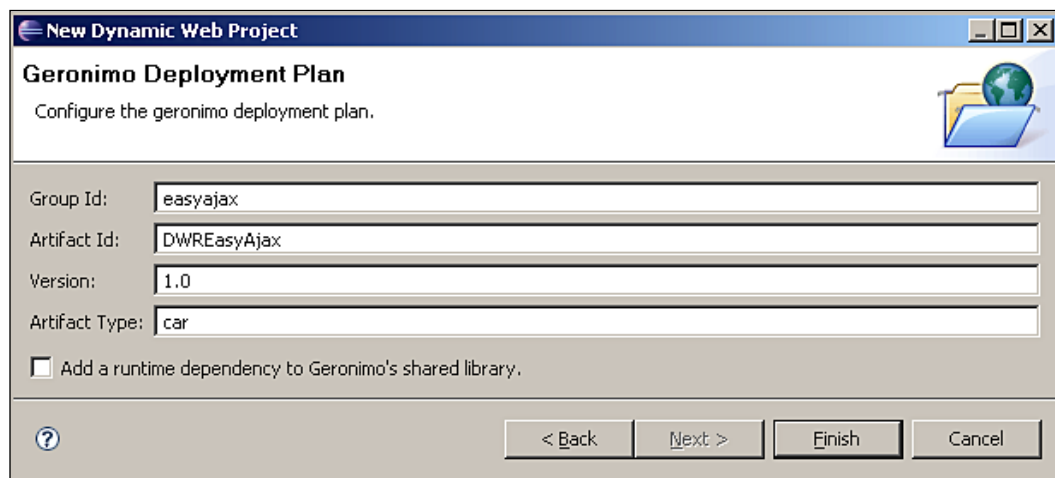 New Dynamic Web Project
Geronimo Deployment Plan
Configure the geronimo deployment plan.
Group Id: easyajax
Artifact Id: DWREasyAjax
Version: 1.0
Artifact Type: car
Add a runtime dependency to Geronimo's shared library.
? < Back Next > Finish Cancel